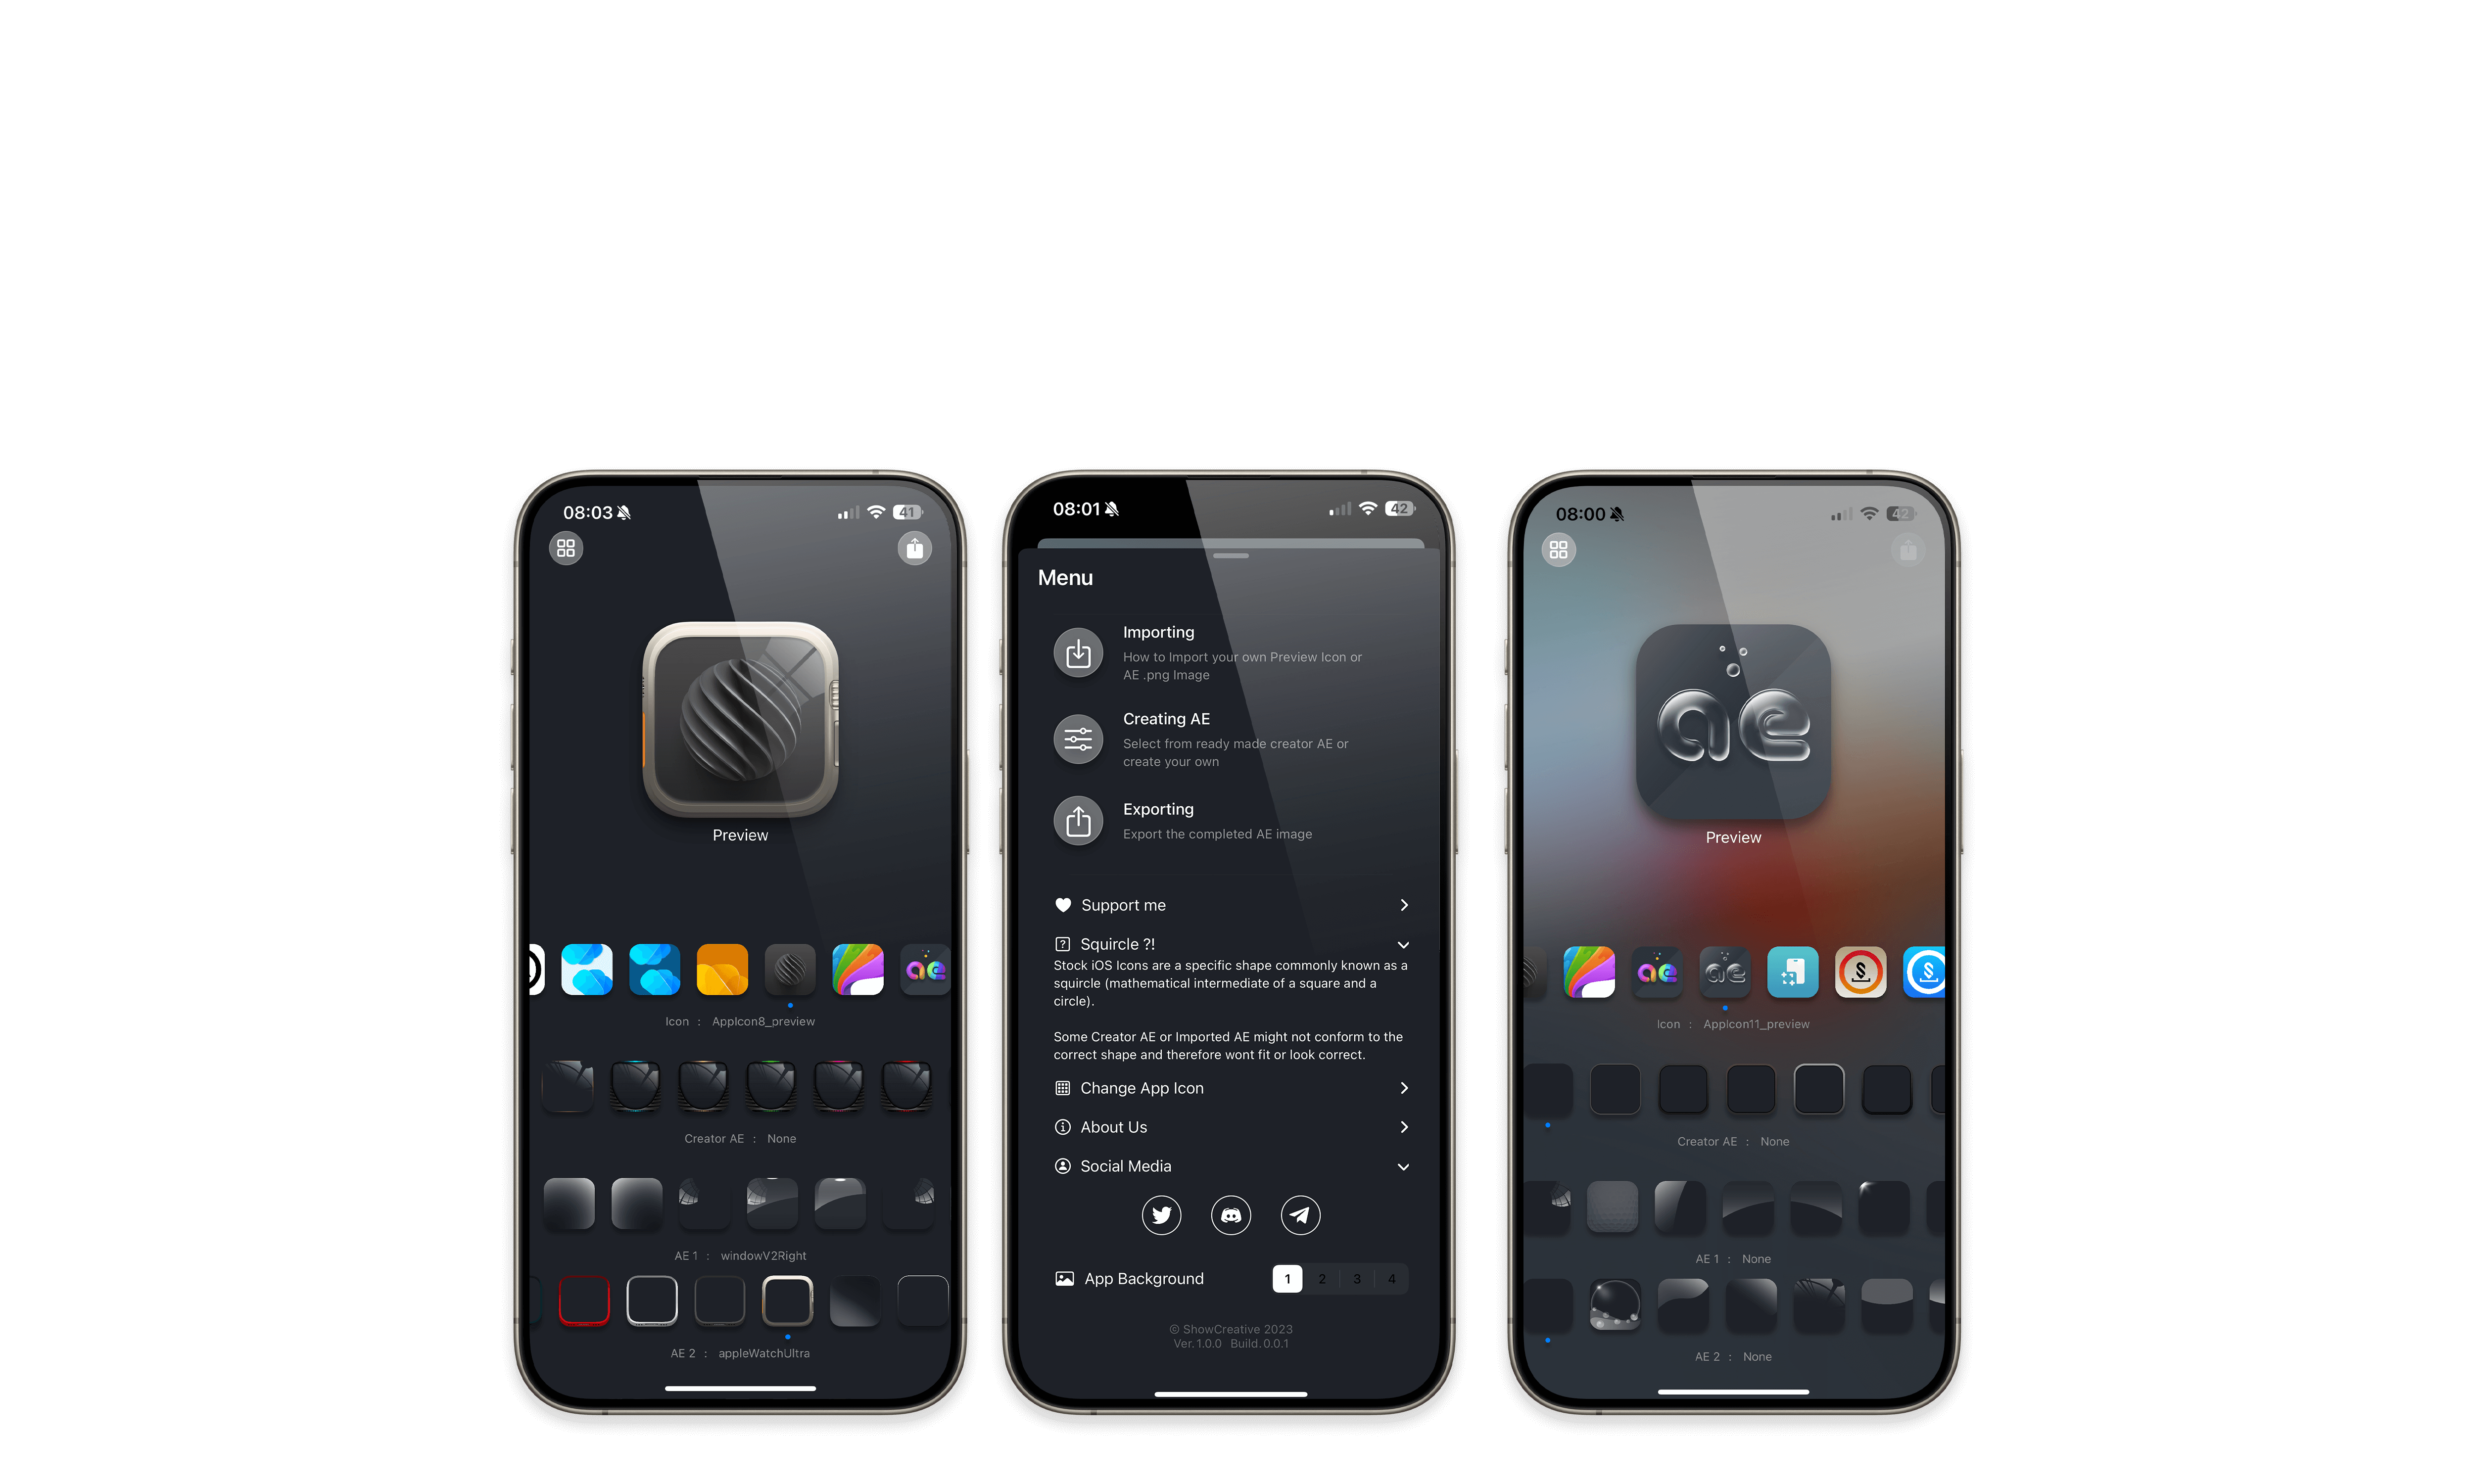 08:03
41
Preview
Icon : AppIcon8_preview
Creator AE : None
AE 1 : windowV2Right
AE 2 : appleWatchUltra
08:01
42
Menu
Importing
How to Import your own Preview Icon or
AE .png Image
Creating AE
Select from ready made creator AE or
create your own
Exporting
Export the completed AE image
Support me
Squircle ?!
Stock iOS Icons are a specific shape commonly known as a
squircle (mathematical intermediate of a square and a
circle).
Some Creator AE or Imported AE might not conform to the
correct shape and therefore wont fit or look correct.
Change App Icon
About Us
Social Media
App Background 1 2 3 4
© ShowCreative 2023
Ver. 1.0.0 Build. 0.0.1
08:00
42
ae
Preview
Icon : AppIcon11_preview
Creator AE : None
AE 1 : None
AE 2 : None